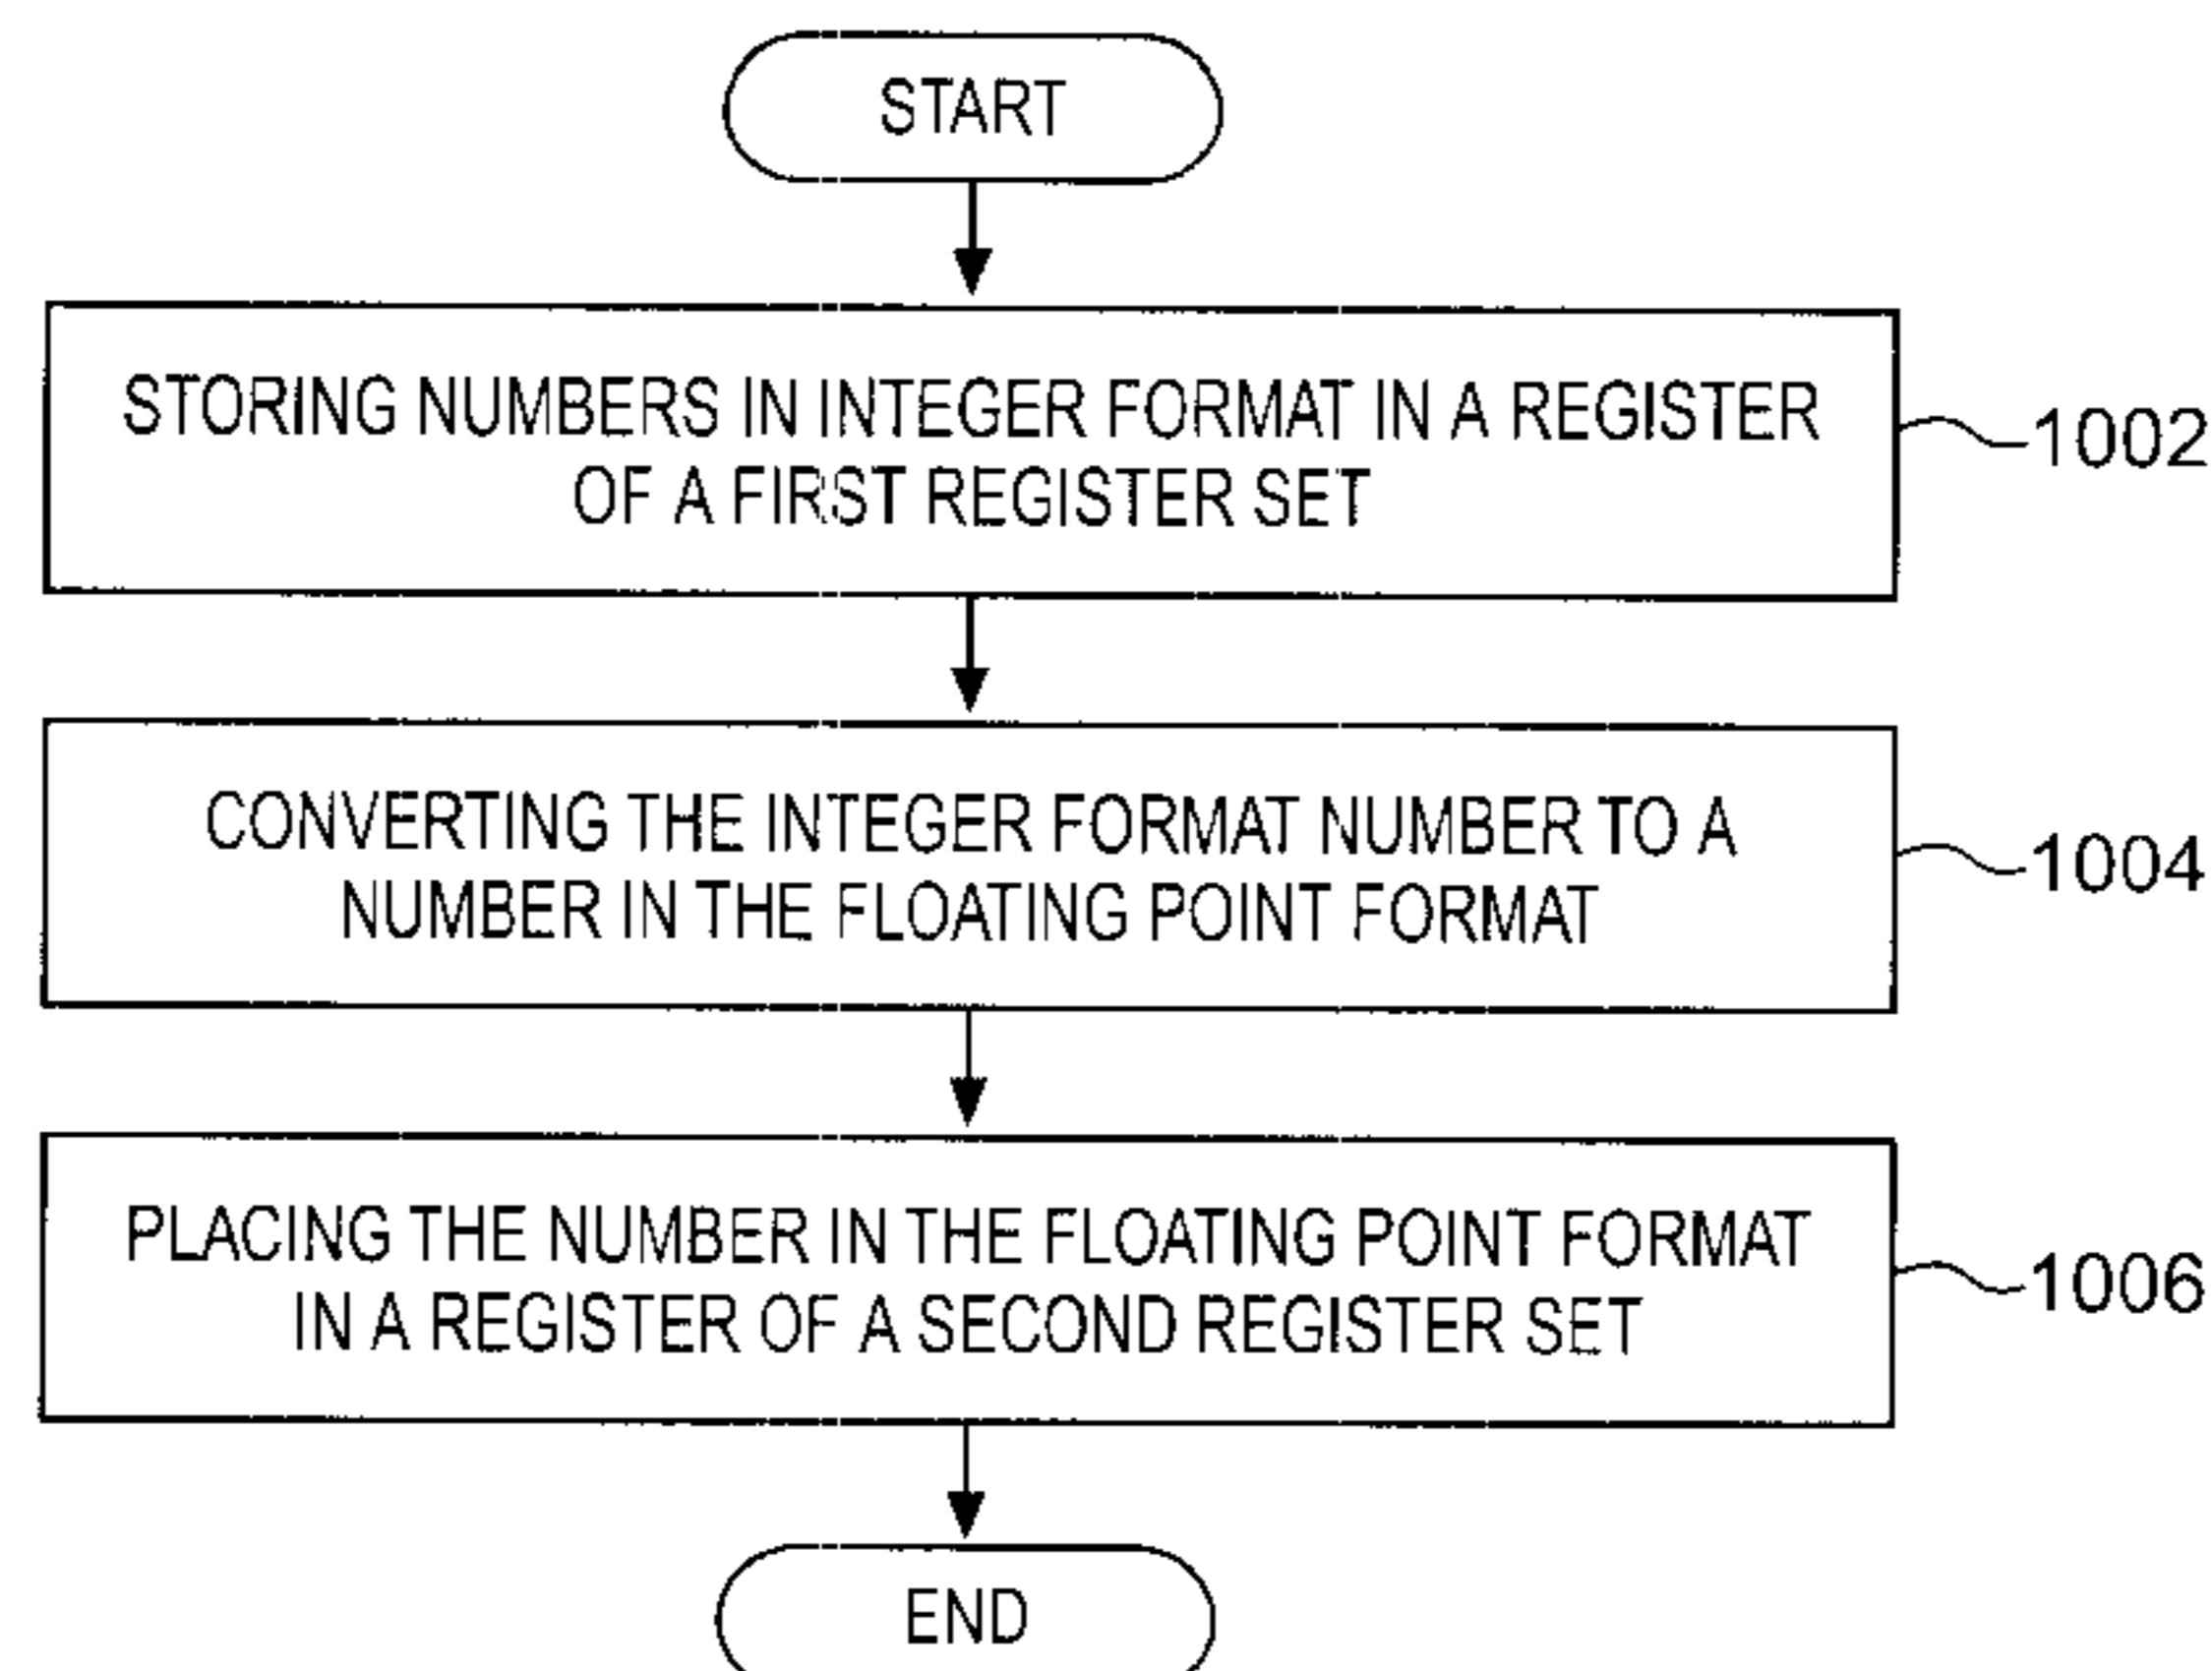 START
STORING NUMBERS IN INTEGER FORMAT IN A REGISTER
OF A FIRST REGISTER SET
1002
CONVERTING THE INTEGER FORMAT NUMBER TO A
NUMBER IN THE FLOATING POINT FORMAT
1004
PLACING THE NUMBER IN THE FLOATING POINT FORMAT
IN A REGISTER OF A SECOND REGISTER SET
1006
END